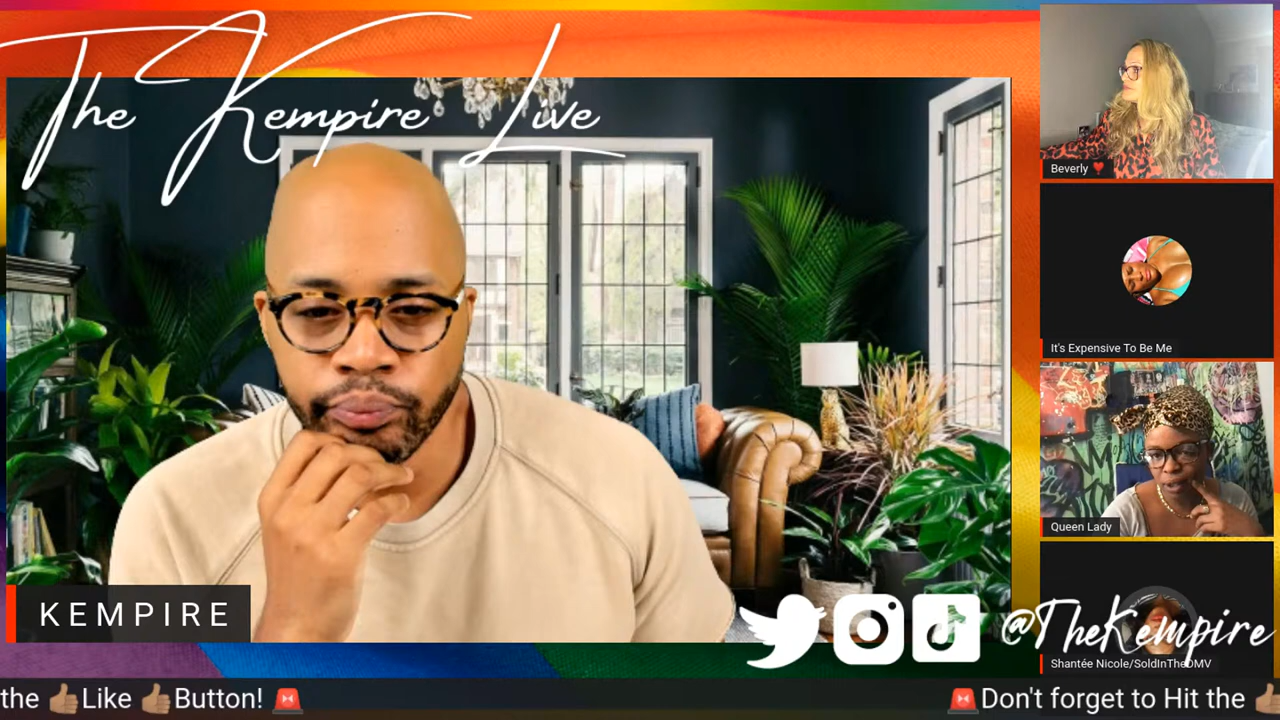 The Kempire Live
Beverly ❣️
It's Expensive To Be Me
Queen Lady
KEMPIRE
@TheKempire
Shantée Nicole/SoldInTheDMV
the 👍🏽Like 👍🏽Button! 🚨
🚨Don't forget to Hit the 👍🏽